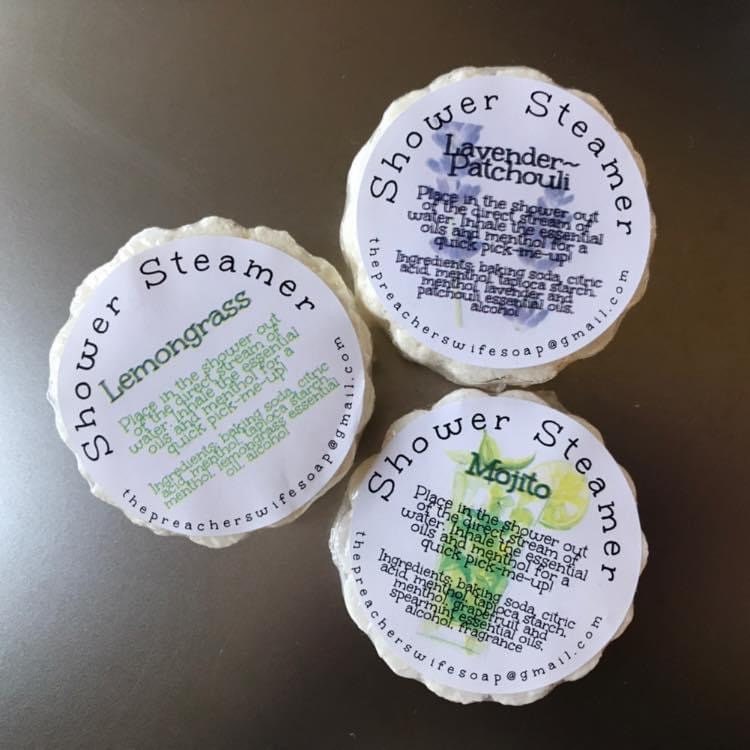 Shower Steamer
Lavender~
Patchouli
Place in the shower out
of the direct stream of
water. Inhale the essential
oils and menthol for a
quick pick-me-up!
Ingredients: baking soda, citric
acid, menthol, tapioca starch,
menthol, lavender and
patchouli essential oils,
alcohol
thepreacherswifesoap@gmail.com
Shower Steamer
Lemongrass
Place in the shower out
of the direct stream of
water. Inhale the essential
oils and menthol for a
quick pick-me-up!
Ingredients: baking soda, citric
acid, menthol, tapioca starch,
menthol, lemongrass essential
oil, alcohol
thepreacherswifesoap@gmail.com
Shower Steamer
Mojito
Place in the shower out
of the direct stream of
water. Inhale the essential
oils and menthol for a
quick pick-me-up!
Ingredients: baking soda, citric
acid, menthol, tapioca starch,
menthol, grapefruit and
spearmint essential oils,
alcohol, fragrance
thepreacherswifesoap@gmail.com